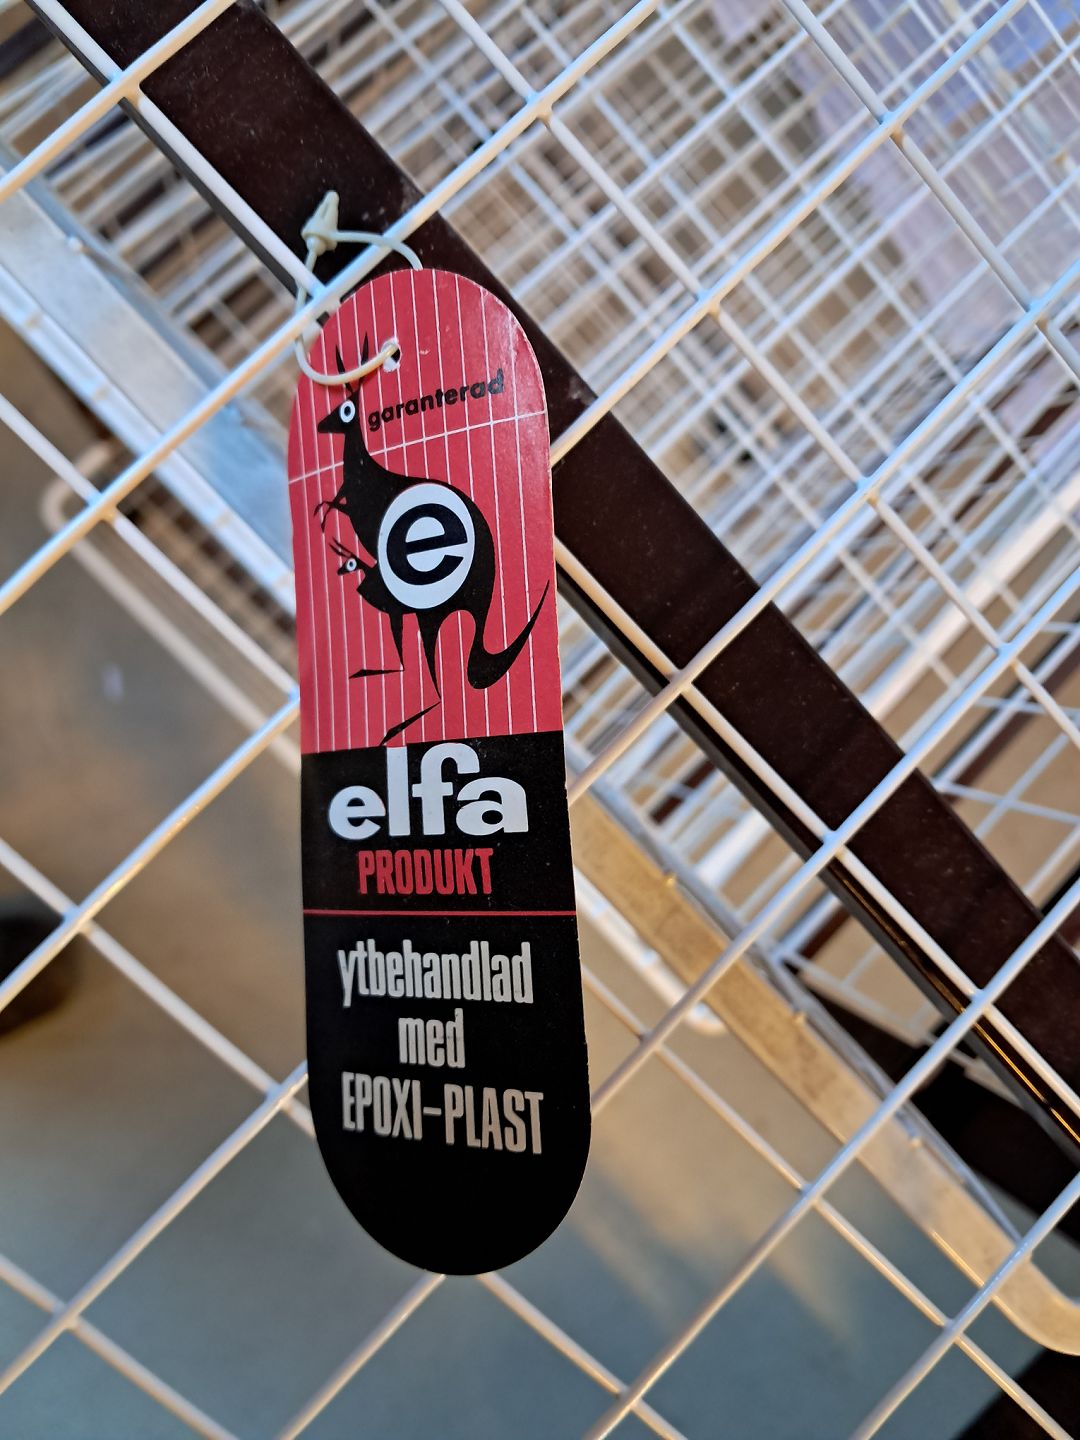 garanterad
e
elfa
PRODUKT
ytbehandlad
med
EPOXI-PLAST